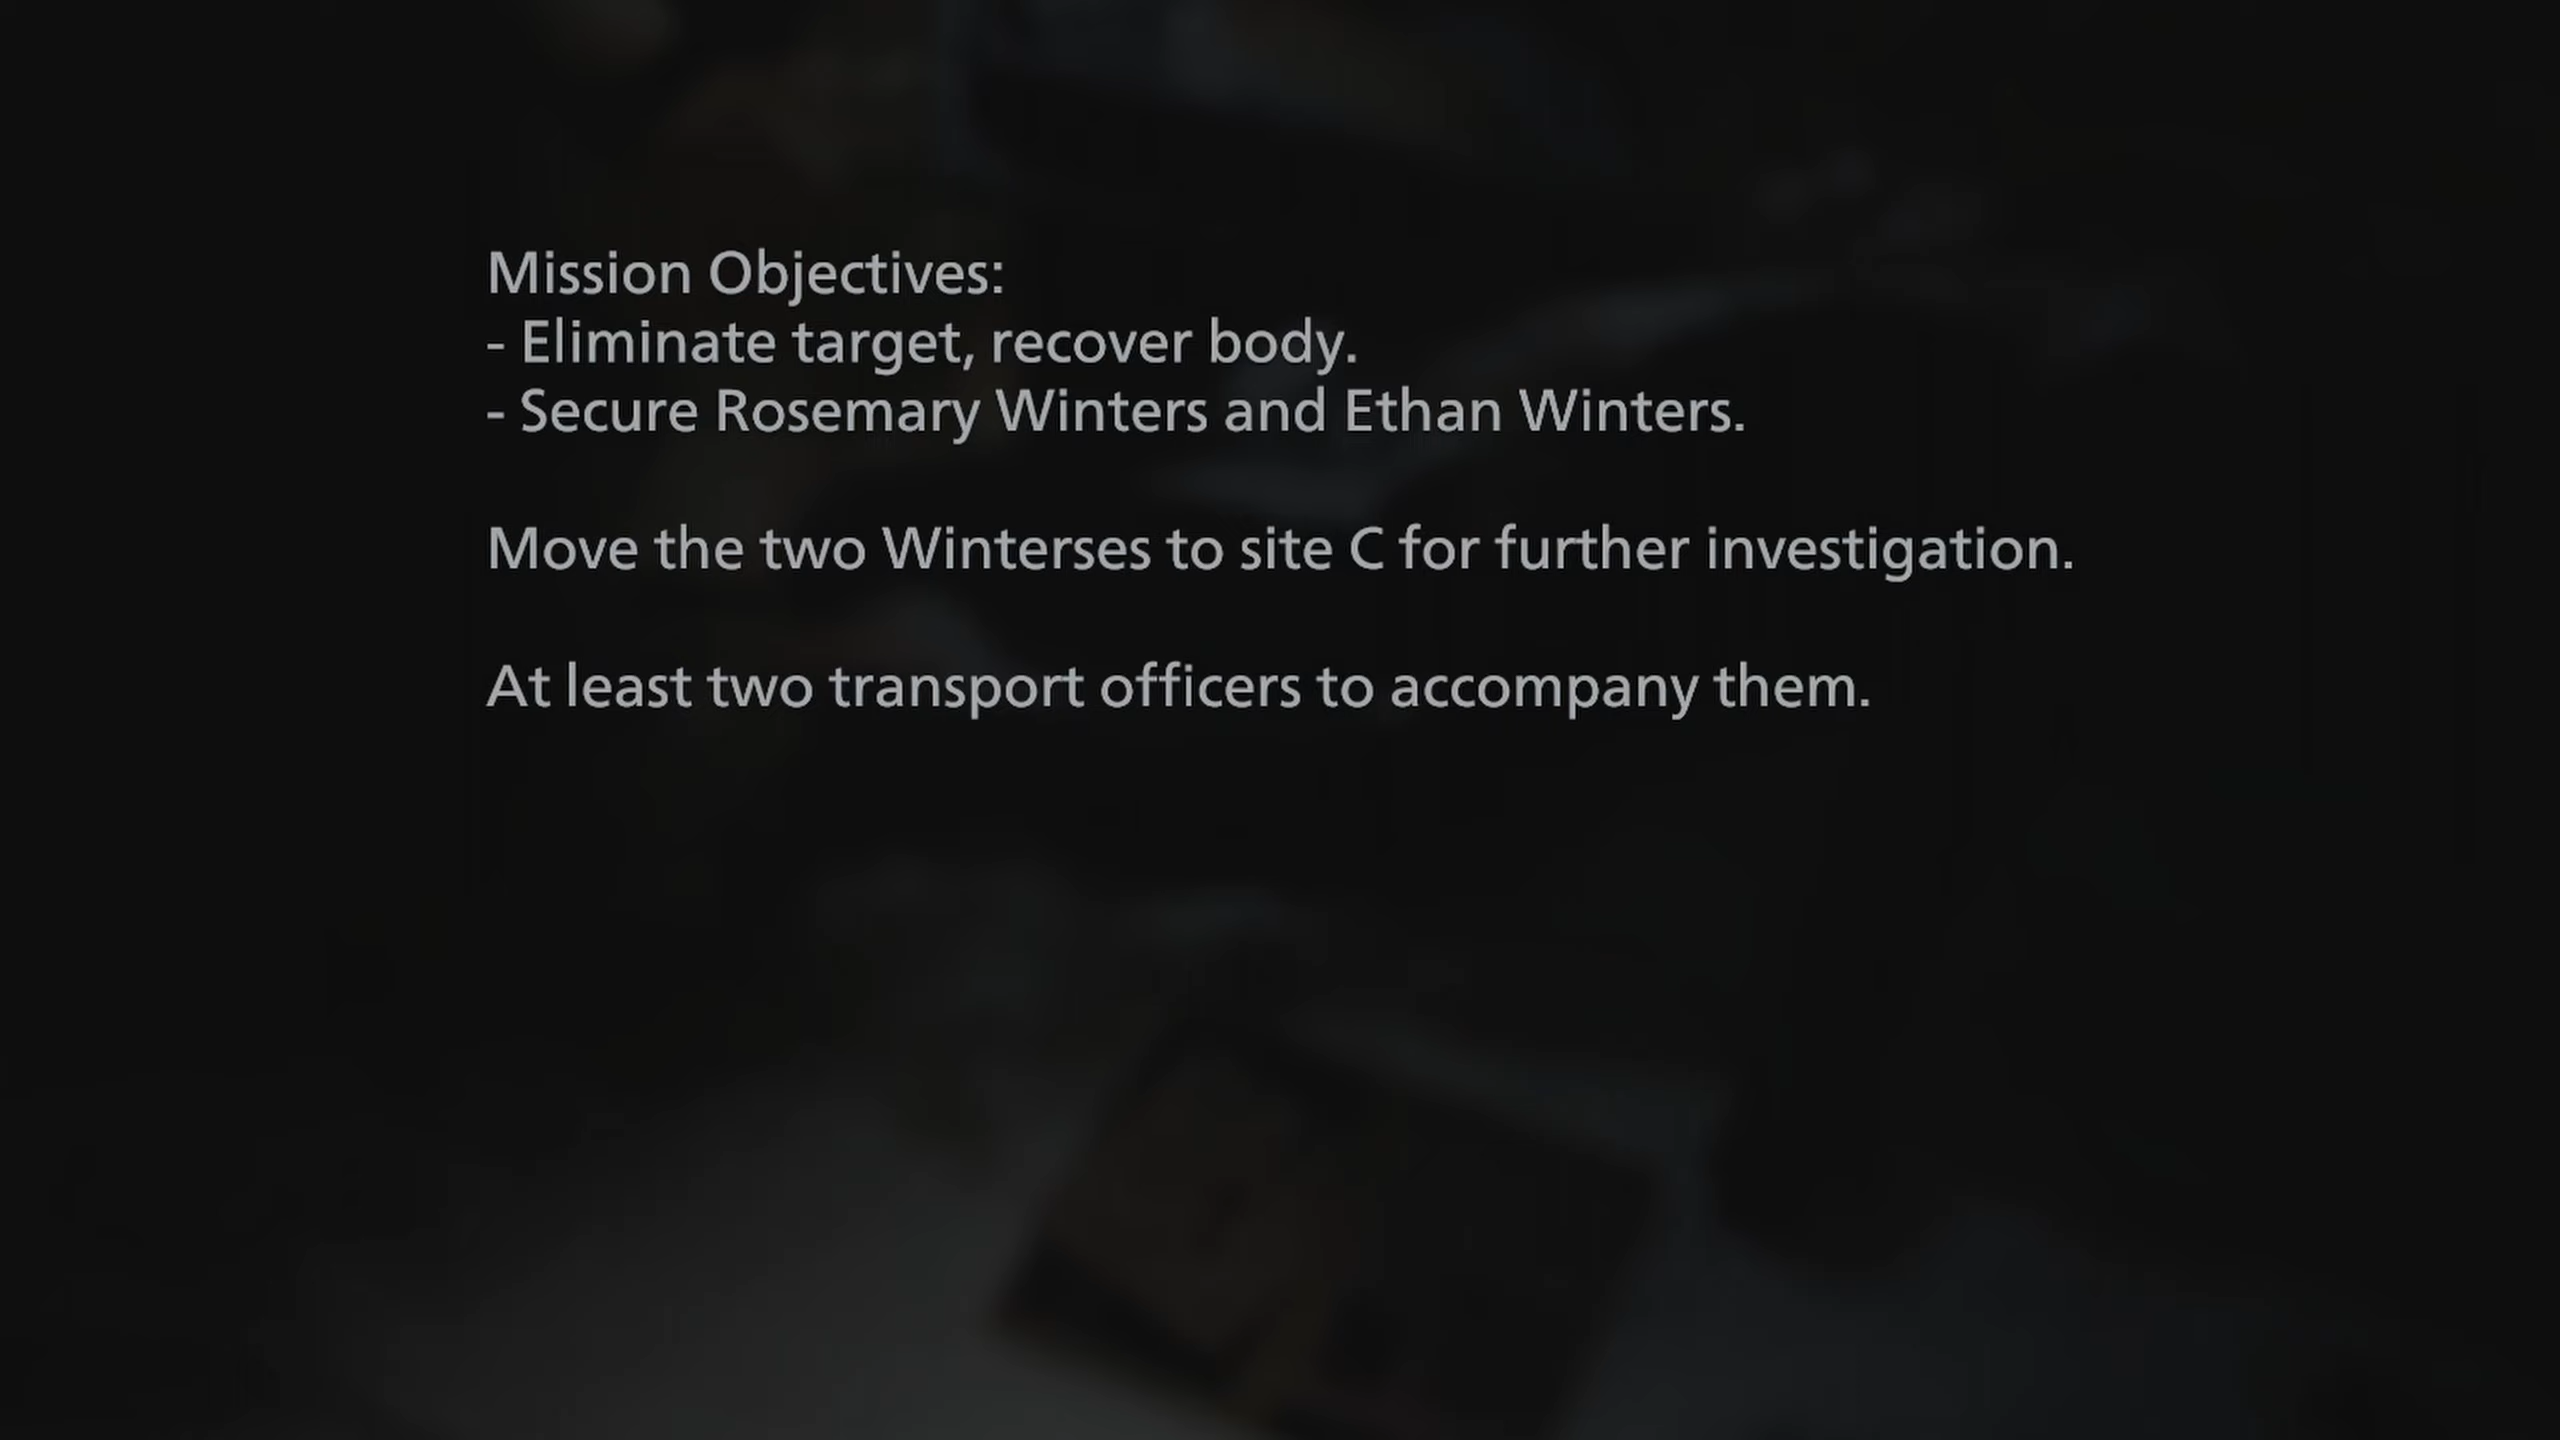 Mission Objectives:
- Eliminate target, recover body.
- Secure Rosemary Winters and Ethan Winters.
Move the two Winterses to site C for further investigation.
At least two transport officers to accompany them.